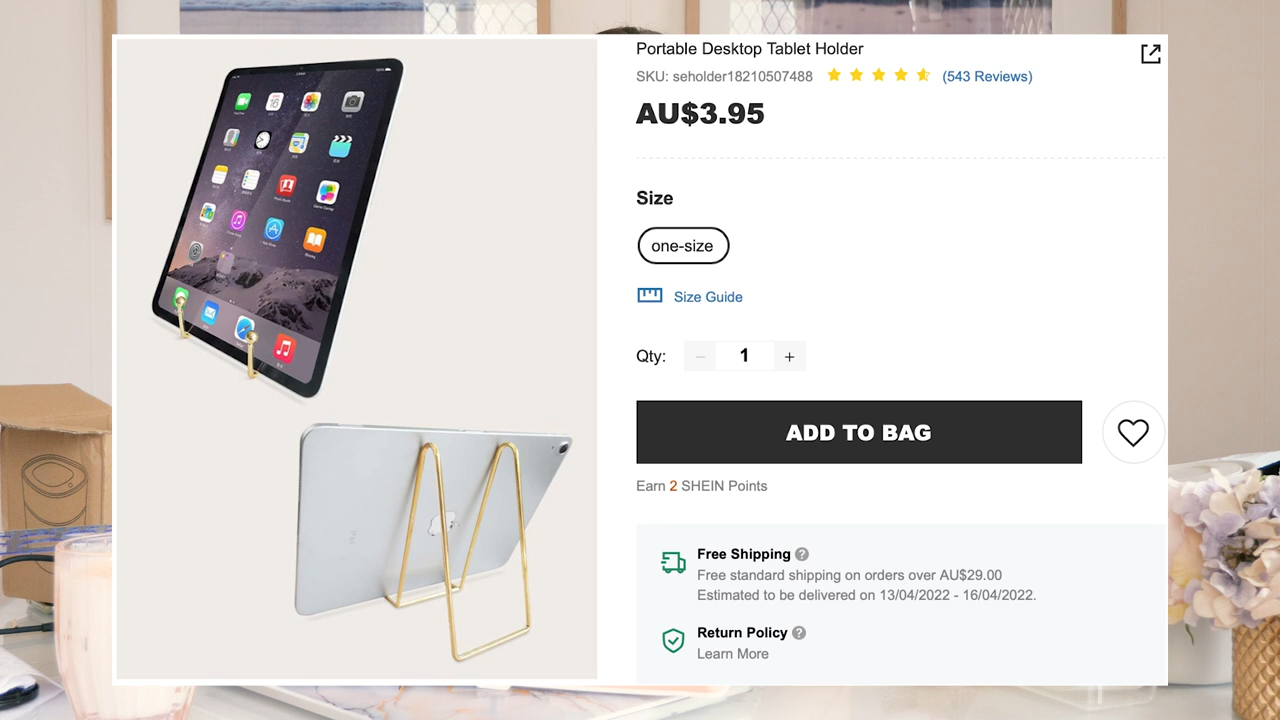 Portable Desktop Tablet Holder
SKU: seholder18210507488
(543 Reviews)
AU$3.95
Size
one-size
Size Guide
Qty:
1
ADD TO BAG
Earn 2 SHEIN Points
Free Shipping
Free standard shipping on orders over AU$29.00
Estimated to be delivered on 13/04/2022 - 16/04/2022.
Return Policy
Learn More